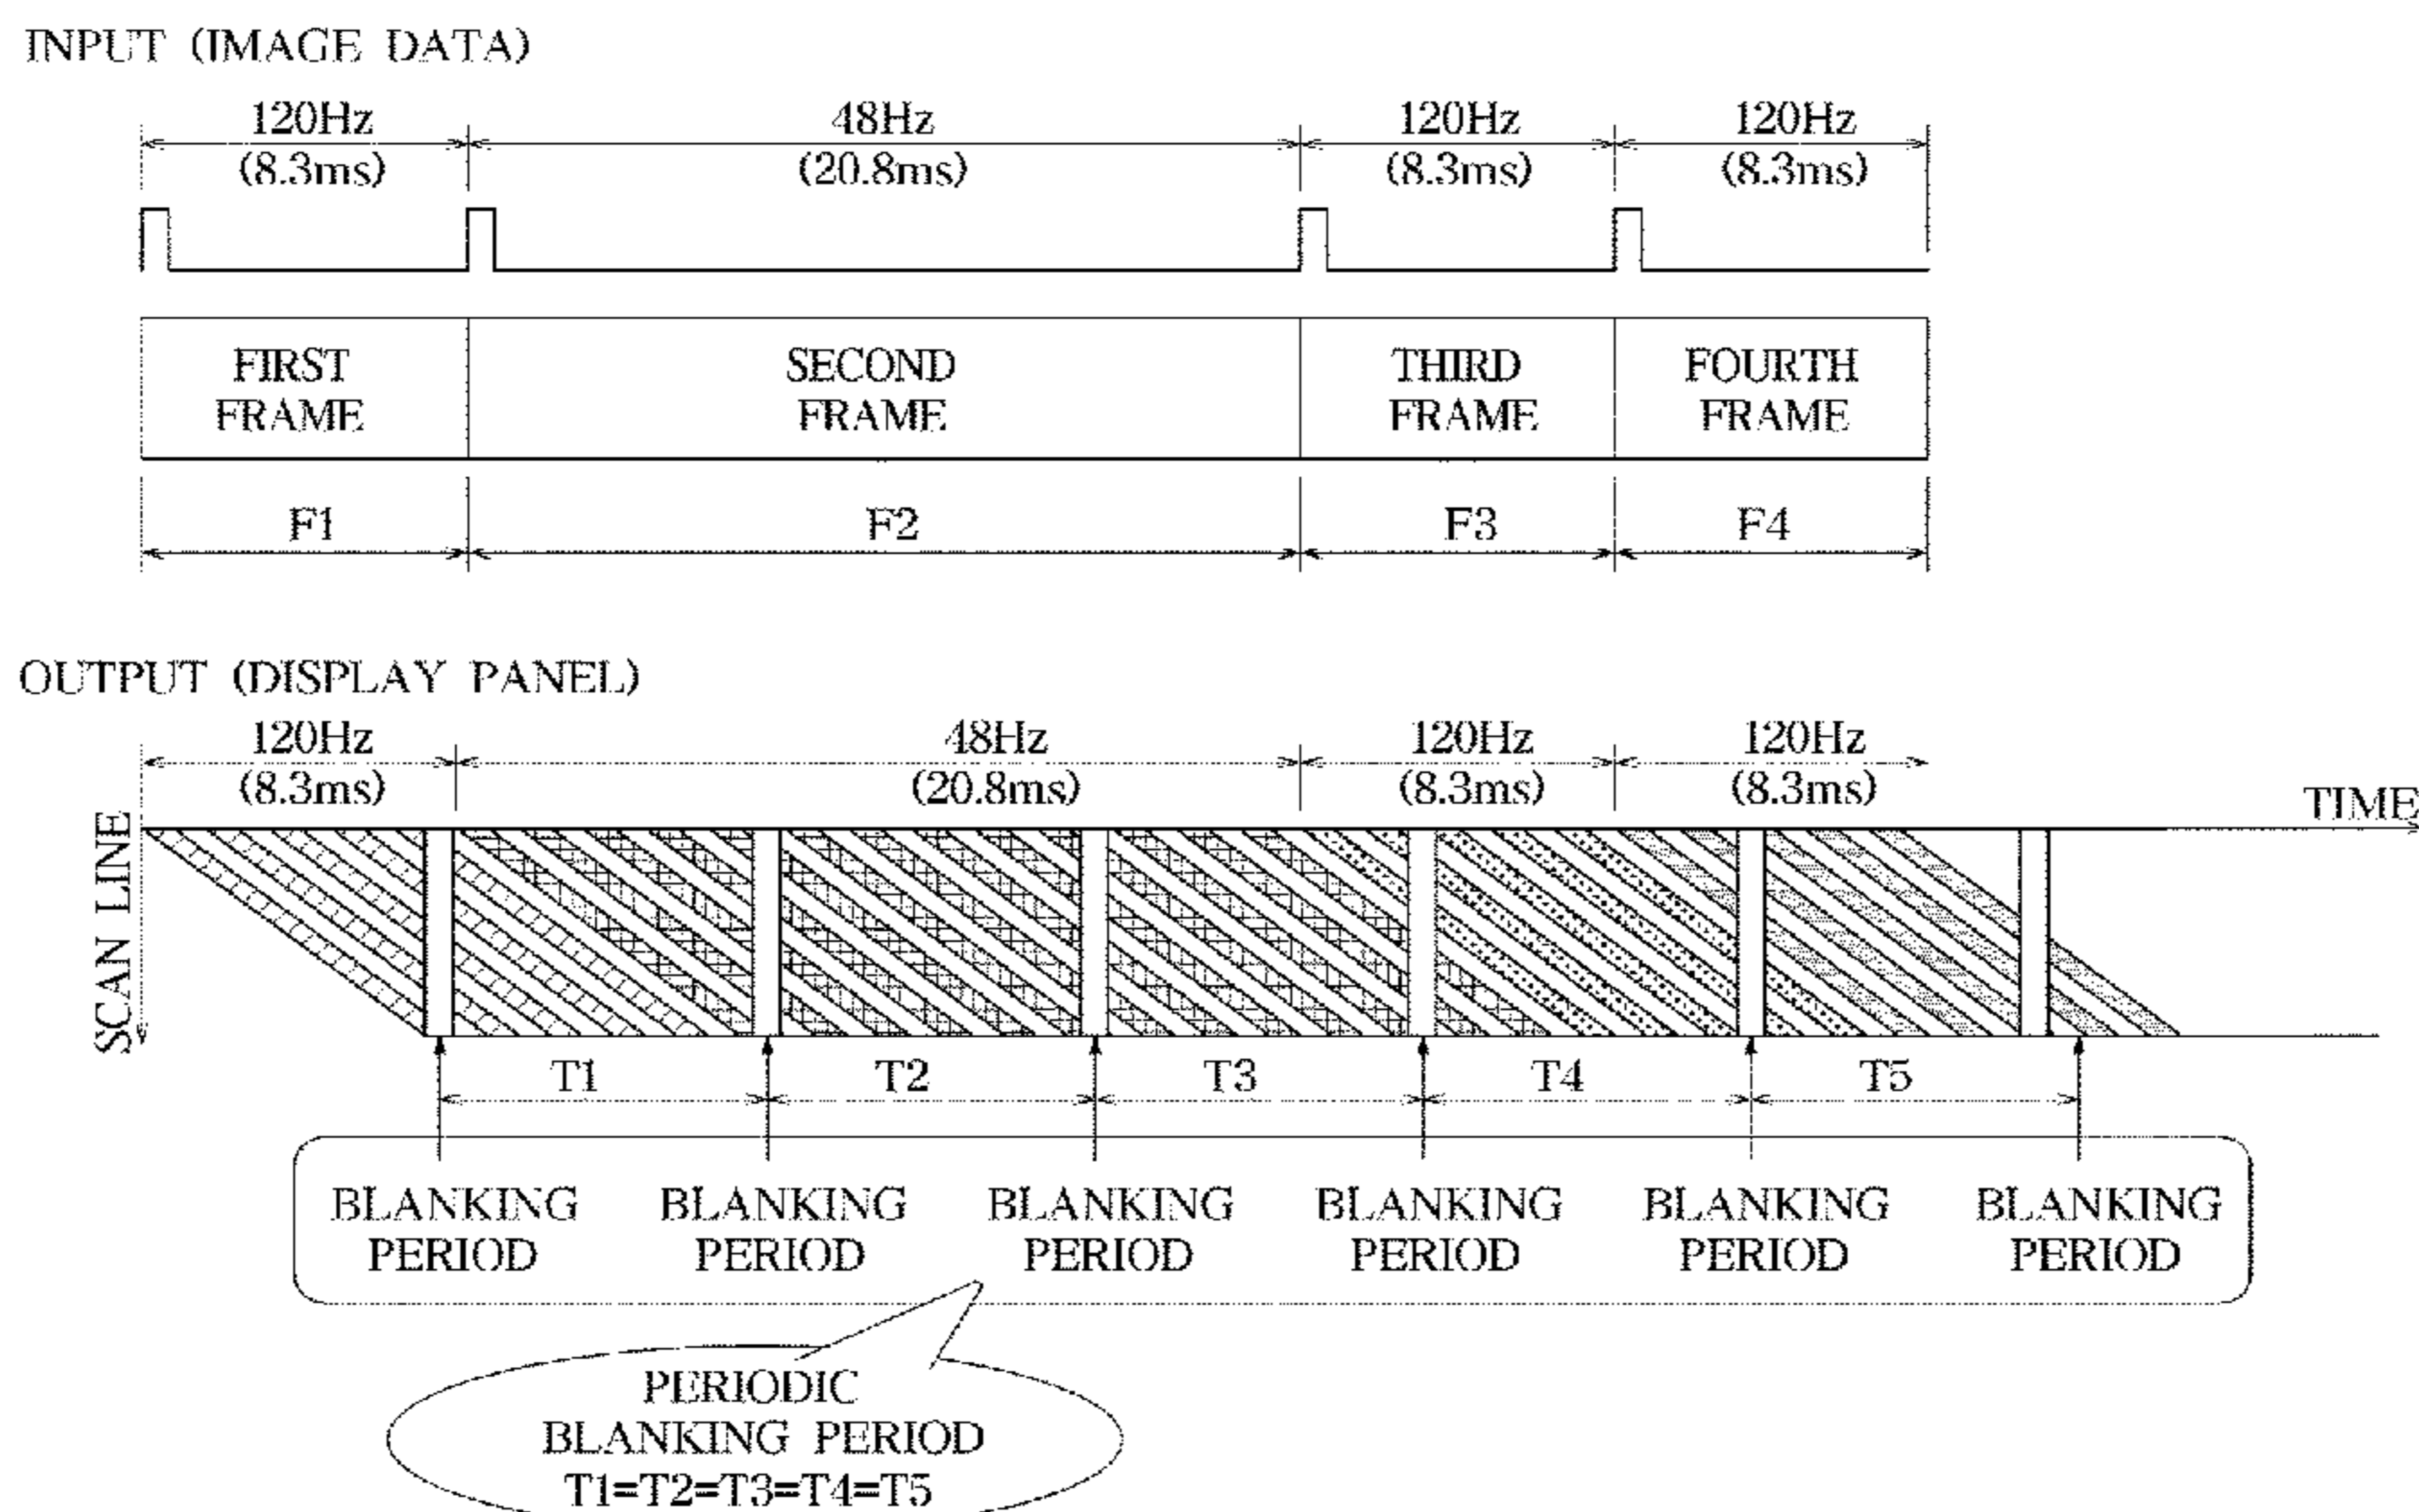 INPUT (IMAGE DATA)
120Hz 48Hz 120Hz 120Hz
(8.3ms) (20.8ms) (8.3ms) (8.3ms)
FIRST SECOND THIRD FOURTH
FRAME FRAME FRAME FRAME
F1 F2 F3 F4
OUTPUT (DISPLAY PANEL)
120Hz 48Hz 120Hz 120Hz
(8.3ms) (20.8ms) (8.3ms) (8.3ms)
TIME
SCAN LINE
T1 T2 T3 T4 T5
BLANKING BLANKING BLANKING BLANKING BLANKING BLANKING
PERIOD PERIOD PERIOD PERIOD PERIOD PERIOD
PERIODIC
BLANKING PERIOD
T1=T2=T3=T4=T5